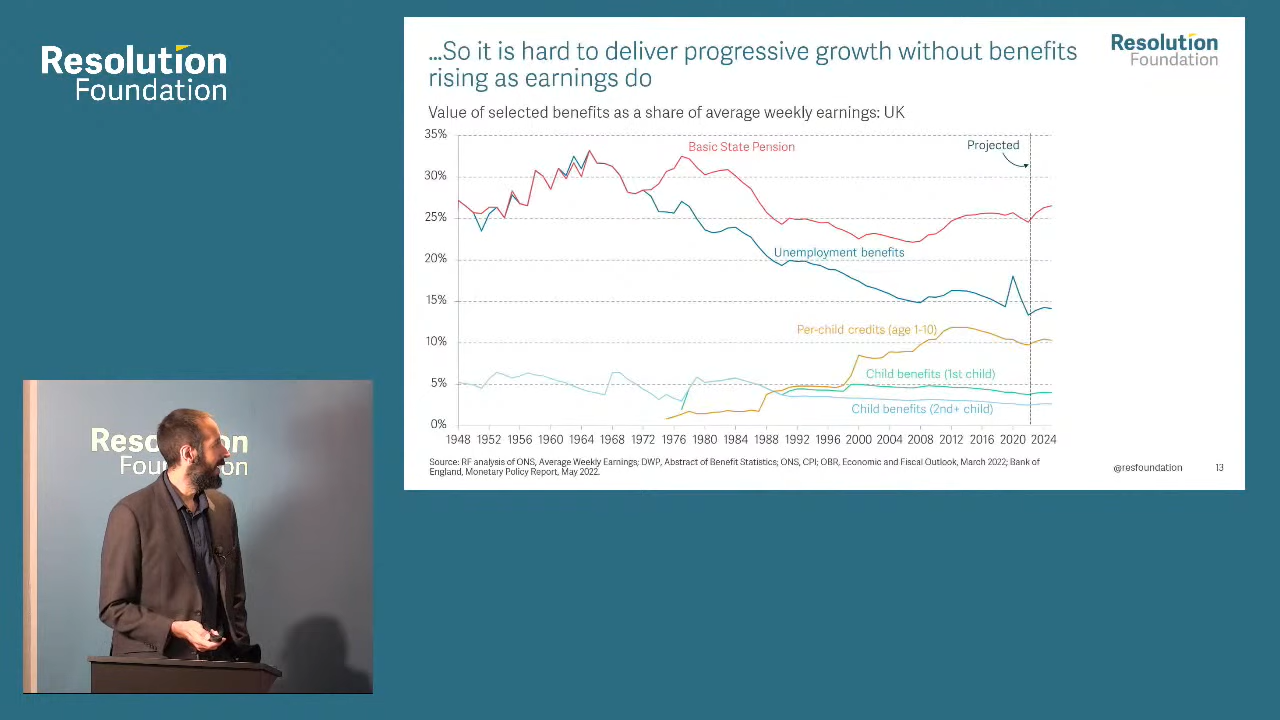 Resolution
Foundation
...So it is hard to deliver progressive growth without benefits
rising as earnings do
Resolution
Foundation
Value of selected benefits as a share of average weekly earnings: UK
35%
30%
25%
20%
15%
10%
5%
0%
Basic State Pension
Projected
Unemployment benefits
Per-child credits (age 1-10)
Child benefits (1st child)
Child benefits (2nd+ child)
1948 1952 1956 1960 1964 1968 1972 1976 1980 1984 1988 1992 1996 2000 2004 2008 2012 2016 2020 2024
Source: RF analysis of ONS, Average Weekly Earnings; DWP, Abstract of Benefit Statistics; ONS, CPI; OBR, Economic and Fiscal Outlook, March 2022; Bank of
England, Monetary Policy Report, May 2022.
@resfoundation 13
Resolution
Foundation